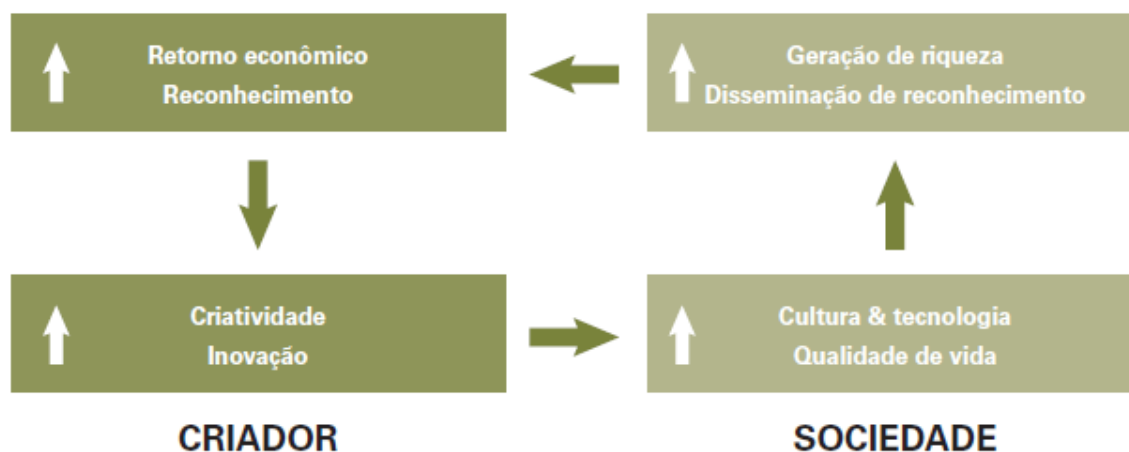 Retorno econômico
Reconhecimento
Geração de riqueza
Disseminação de reconhecimento
Criatividade
Inovação
Cultura & tecnologia
Qualidade de vida
CRIADOR
SOCIEDADE